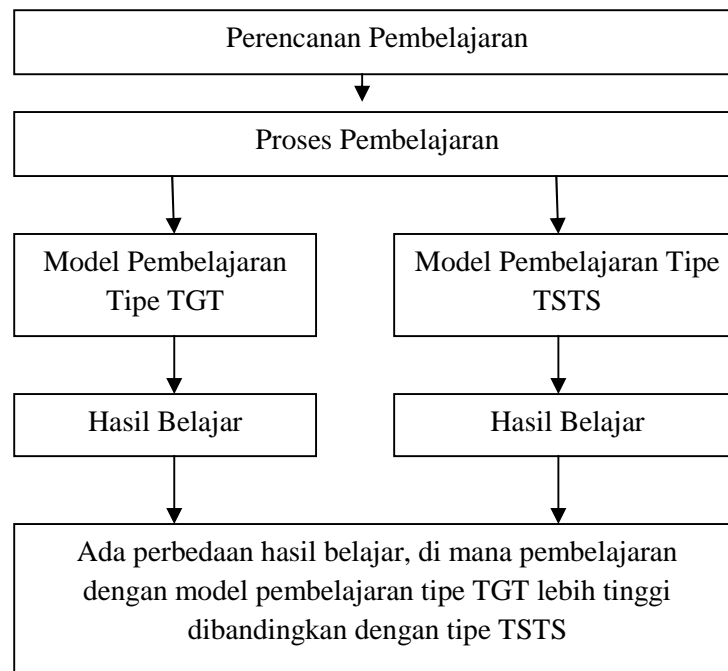 Perencanan Pembelajaran
Proses Pembelajaran
Model Pembelajaran
Tipe TGT
Model Pembelajaran Tipe
TSTS
Hasil Belajar
Hasil Belajar
Ada perbedaan hasil belajar, di mana pembelajaran
dengan model pembelajaran tipe TGT lebih tinggi
dibandingkan dengan tipe TSTS